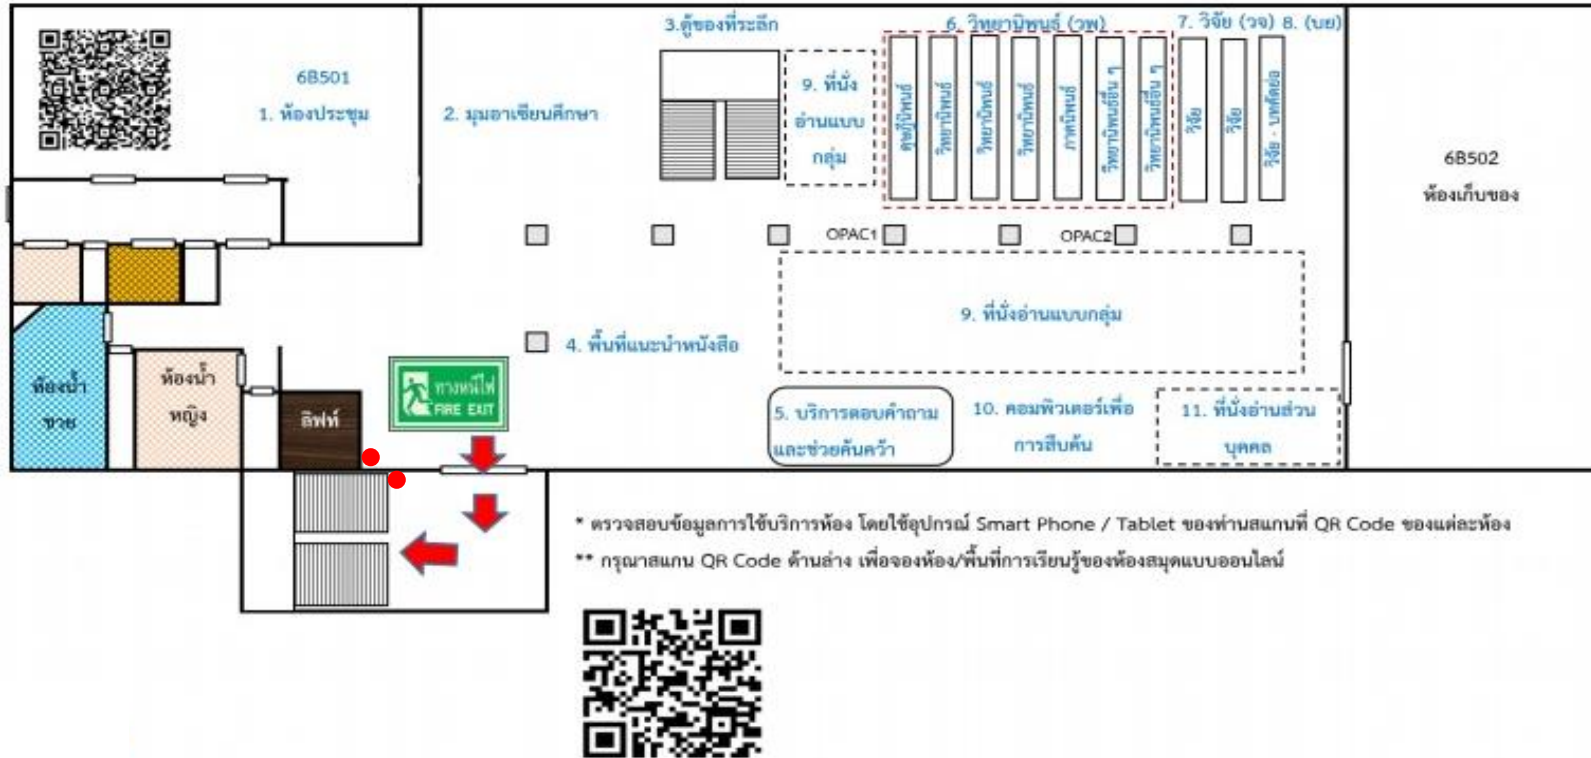 3.ตู้ของที่ระลึก
6. วิทยานิพนธ์ (วพ)
7. วิจัย (วจ) 8. (บย)
6B501
1. ห้องประชุม
2. มุมอาเซียนศึกษา
9. ที่นั่ง
อ่านแบบ
กลุ่ม
ดุษฎีนิพนธ์
วิทยานิพนธ์
วิทยานิพนธ์
วิทยานิพนธ์
ภาคนิพนธ์
วิทยานิพนธ์อื่น ๆ
วิทยานิพนธ์อื่น ๆ
วิจัย
วิจัย
วิจัย - บทคัดย่อ
6B502
ห้องเก็บของ
OPAC1
OPAC2
9. ที่นั่งอ่านแบบกลุ่ม
4. พื้นที่แนะนำหนังสือ
ห้องน้ำ
ชาย
ห้องน้ำ
หญิง
ลิฟท์
ทางหนีไฟ
FIRE EXIT
5. บริการตอบคำถาม
และช่วยค้นคว้า
10. คอมพิวเตอร์เพื่อ
การสืบค้น
11. ที่นั่งอ่านส่วน
บุคคล
* ตรวจสอบข้อมูลการใช้บริการห้อง โดยใช้อุปกรณ์ Smart Phone / Tablet ของท่านสแกนที่ QR Code ของแต่ละห้อง
** กรุณาสแกน QR Code ด้านล่าง เพื่อจองห้อง/พื้นที่การเรียนรู้ของห้องสมุดแบบออนไลน์